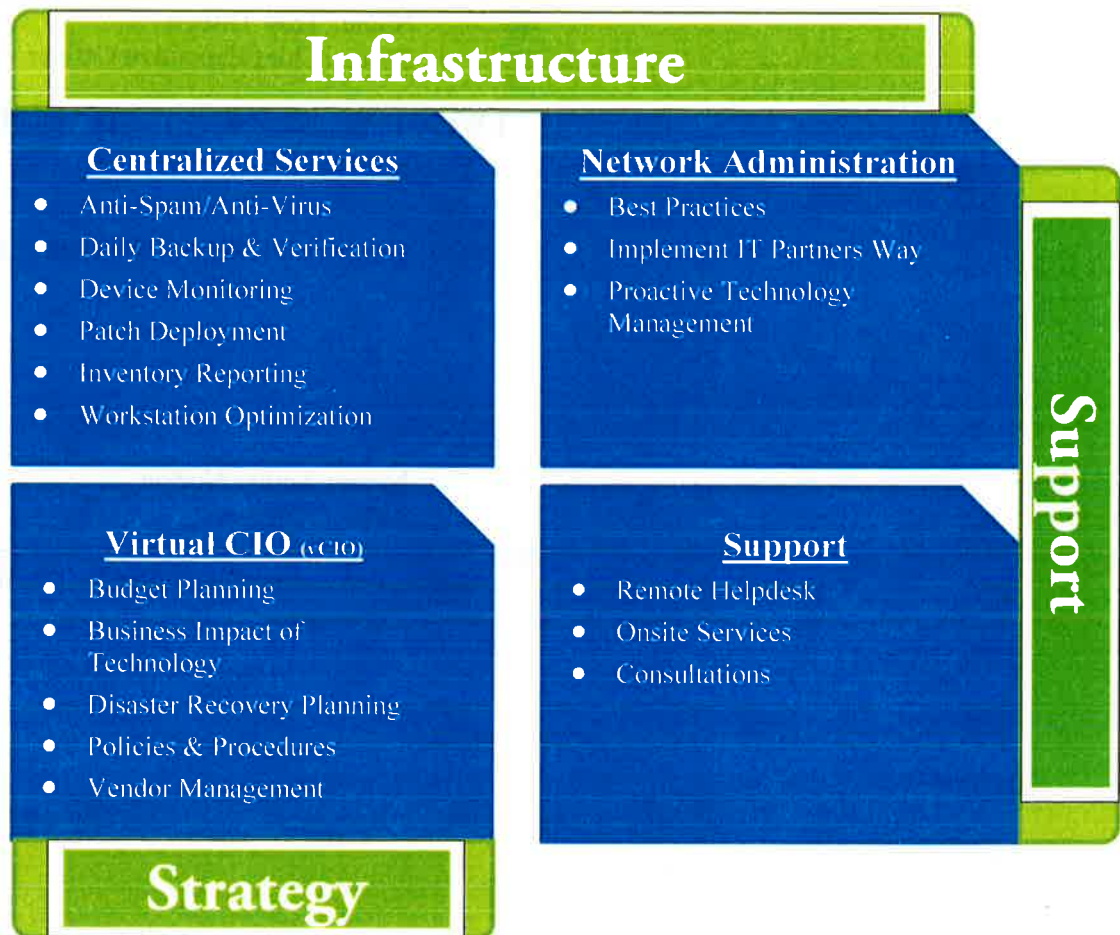 Infrastructure
Centralized Services
• Anti-Spam/Anti-Virus
• Daily Backup & Verification
• Device Monitoring
• Patch Deployment
• Inventory Reporting
• Workstation Optimization
Network Administration
• Best Practices
• Implement IT Partners Way
• Proactive Technology
Management
Support
Virtual CIO (vCIO)
• Budget Planning
• Business Impact of
Technology
• Disaster Recovery Planning
• Policies & Procedures
• Vendor Management
Support
• Remote Helpdesk
• Onsite Services
• Consultations
Strategy